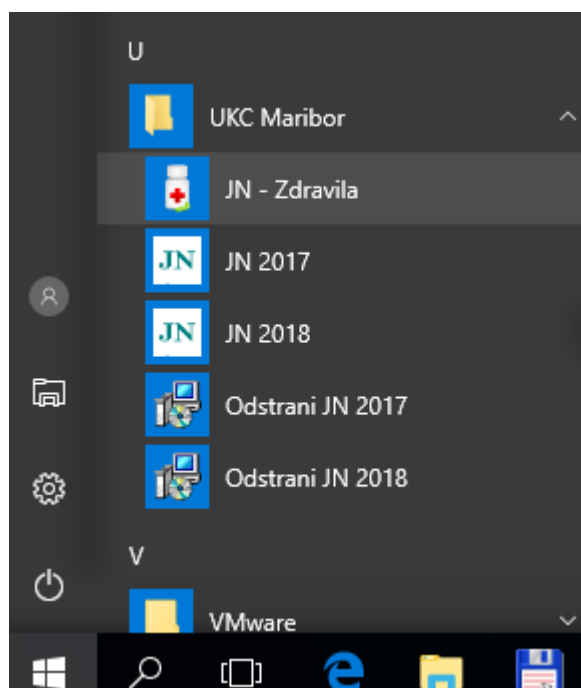 U
UKC Maribor
JN - Zdravila
JN
JN 2017
JN
JN 2018
Odstrani JN 2017
Odstrani JN 2018
V
VMware